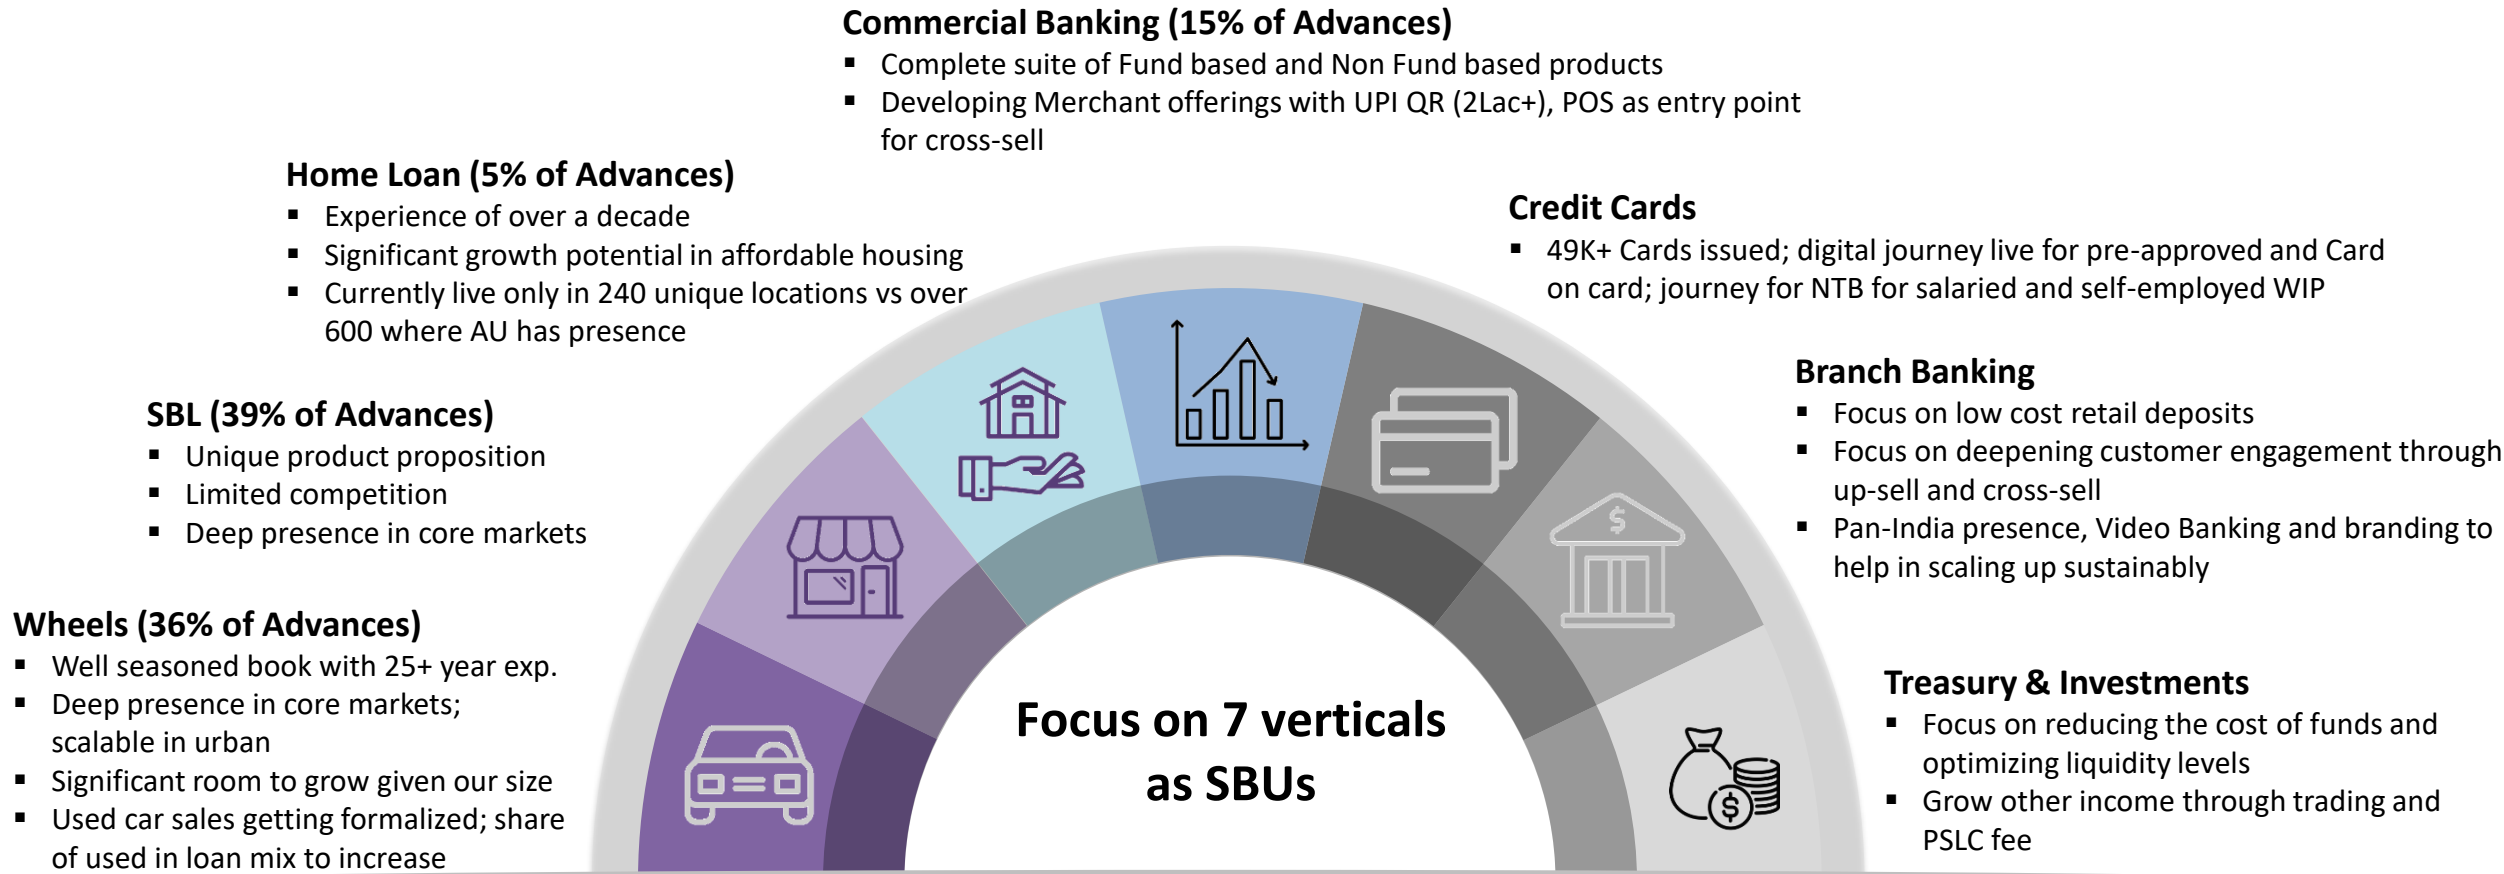 Commercial Banking (15% of Advances)
▪ Complete suite of Fund based and Non Fund based products
▪ Developing Merchant offerings with UPI QR (2Lac+), POS as entry point
for cross-sell
Home Loan (5% of Advances)
▪ Experience of over a decade
▪ Significant growth potential in affordable housing
▪ Currently live only in 240 unique locations vs over
600 where AU has presence
Credit Cards
▪ 49K+ Cards issued; digital journey live for pre-approved and Card
on card; journey for NTB for salaried and self-employed WIP
SBL (39% of Advances)
▪ Unique product proposition
▪ Limited competition
▪ Deep presence in core markets
Branch Banking
▪ Focus on low cost retail deposits
▪ Focus on deepening customer engagement through
up-sell and cross-sell
▪ Pan-India presence, Video Banking and branding to
help in scaling up sustainably
Wheels (36% of Advances)
▪ Well seasoned book with 25+ year exp.
▪ Deep presence in core markets;
scalable in urban
▪ Significant room to grow given our size
▪ Used car sales getting formalized; share
of used in loan mix to increase
Treasury & Investments
▪ Focus on reducing the cost of funds and
optimizing liquidity levels
▪ Grow other income through trading and
PSLC fee
Focus on 7 verticals
as SBUs
$
$